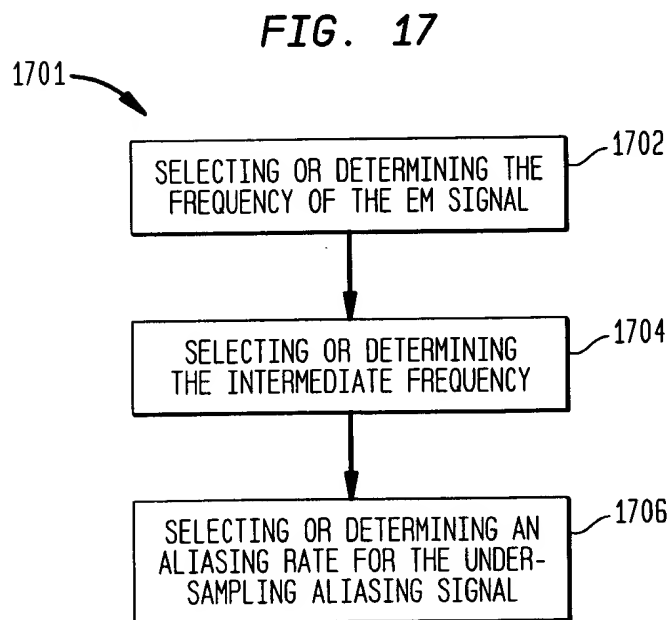 FIG. 17
1701
1702
SELECTING OR DETERMINING THE
FREQUENCY OF THE EM SIGNAL
1704
SELECTING OR DETERMINING
THE INTERMEDIATE FREQUENCY
1706
SELECTING OR DETERMINING AN
ALIASING RATE FOR THE UNDER-
SAMPLING ALIASING SIGNAL